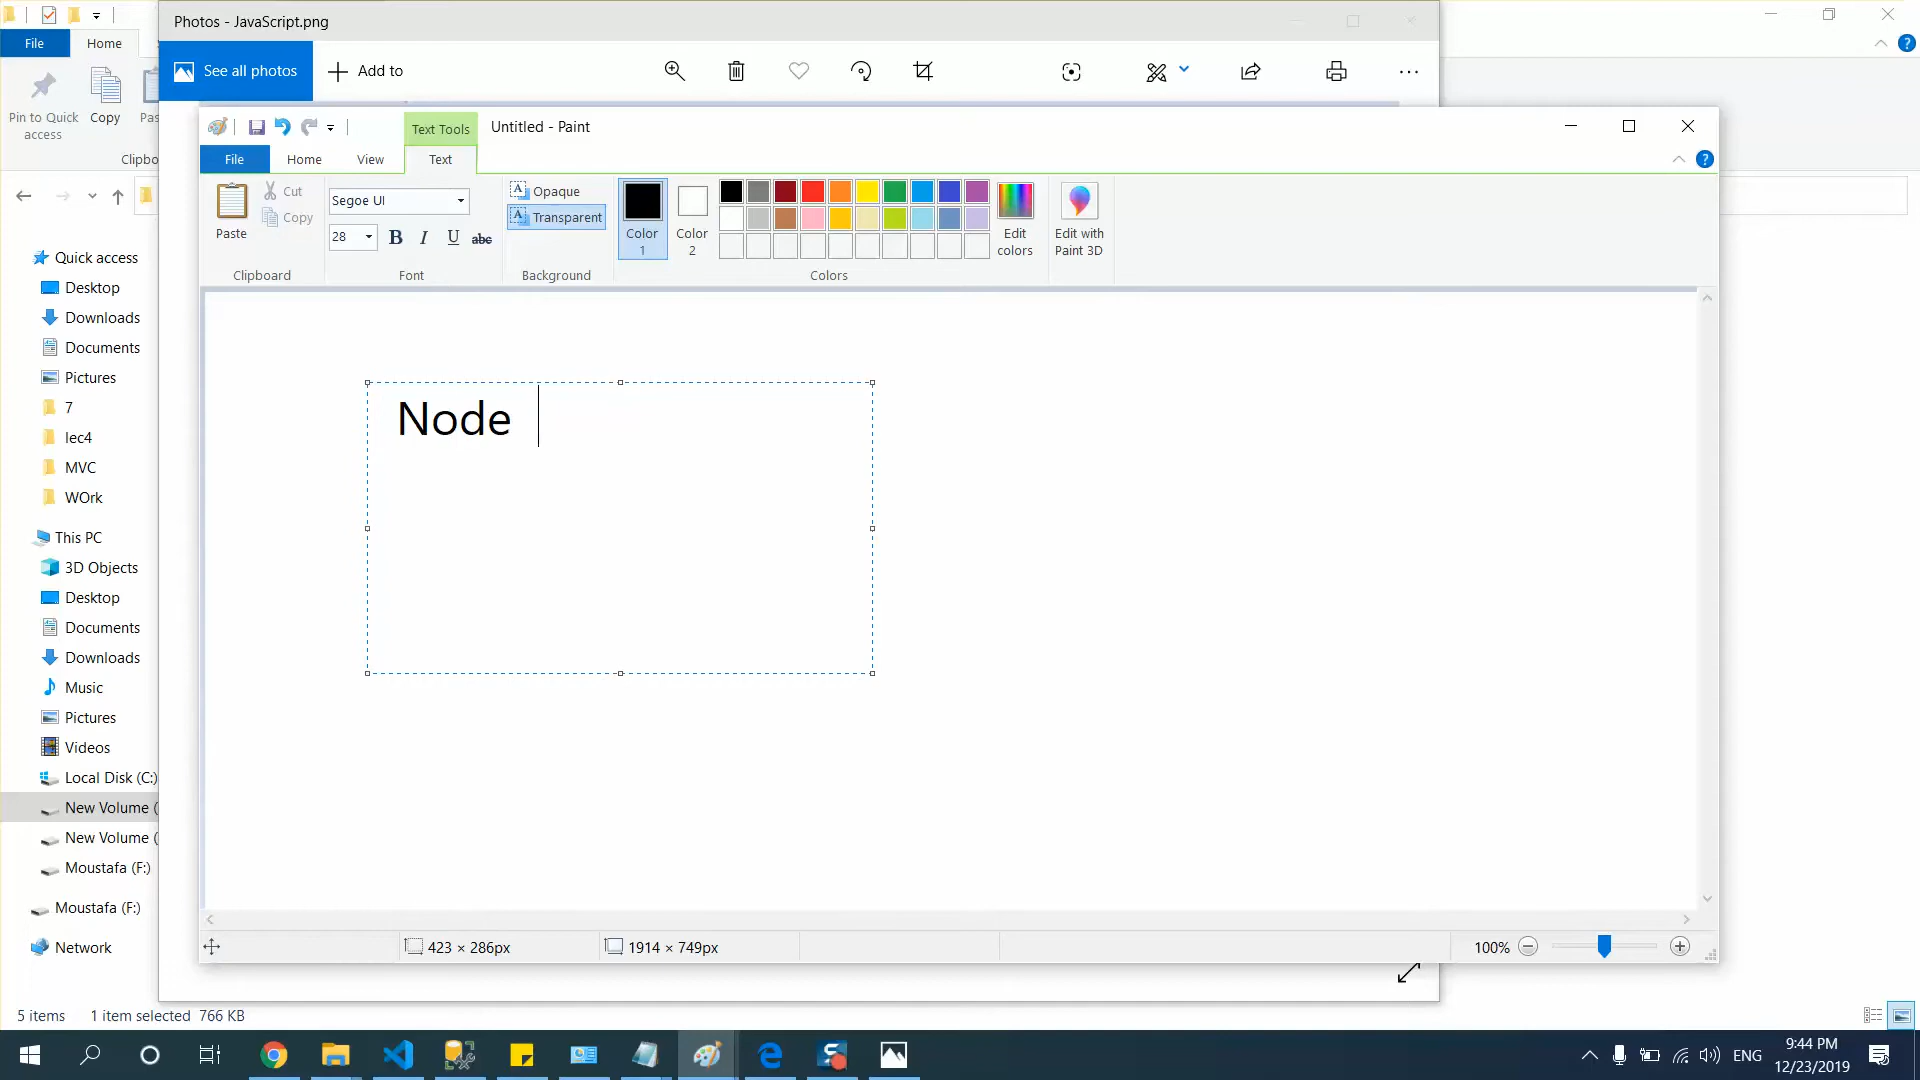 Photos - JavaScript.png
File
Home
See all photos
Add to
Pin to Quick access
Copy
Pas
Clipbo
Text Tools
Untitled - Paint
File
Home
View
Text
Paste
Cut
Copy
Clipboard
Segoe UI
28
B I U abc
Font
Opaque
Transparent
Background
Color 1
Color 2
Edit colors
Colors
Edit with Paint 3D
Node
Quick access
Desktop
Downloads
Documents
Pictures
7
lec4
MVC
WOrk
This PC
3D Objects
Desktop
Documents
Downloads
Music
Pictures
Videos
Local Disk (C:)
New Volume (
New Volume (
Moustafa (F:)
Moustafa (F:)
Network
423 × 286px
1914 × 749px
100%
5 items
1 item selected 766 KB
ENG
9:44 PM
12/23/2019